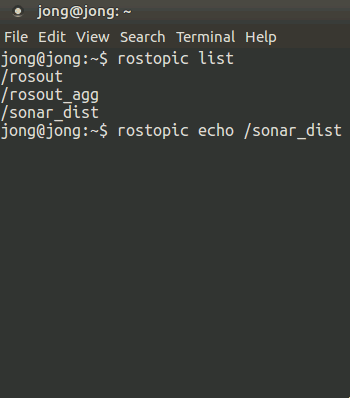 jong@jong: ~
File Edit View Search Terminal Help
jong@jong:~$ rostopic list
/rosout
/rosout_agg
/sonar_dist
jong@jong:~$ rostopic echo /sonar_dist